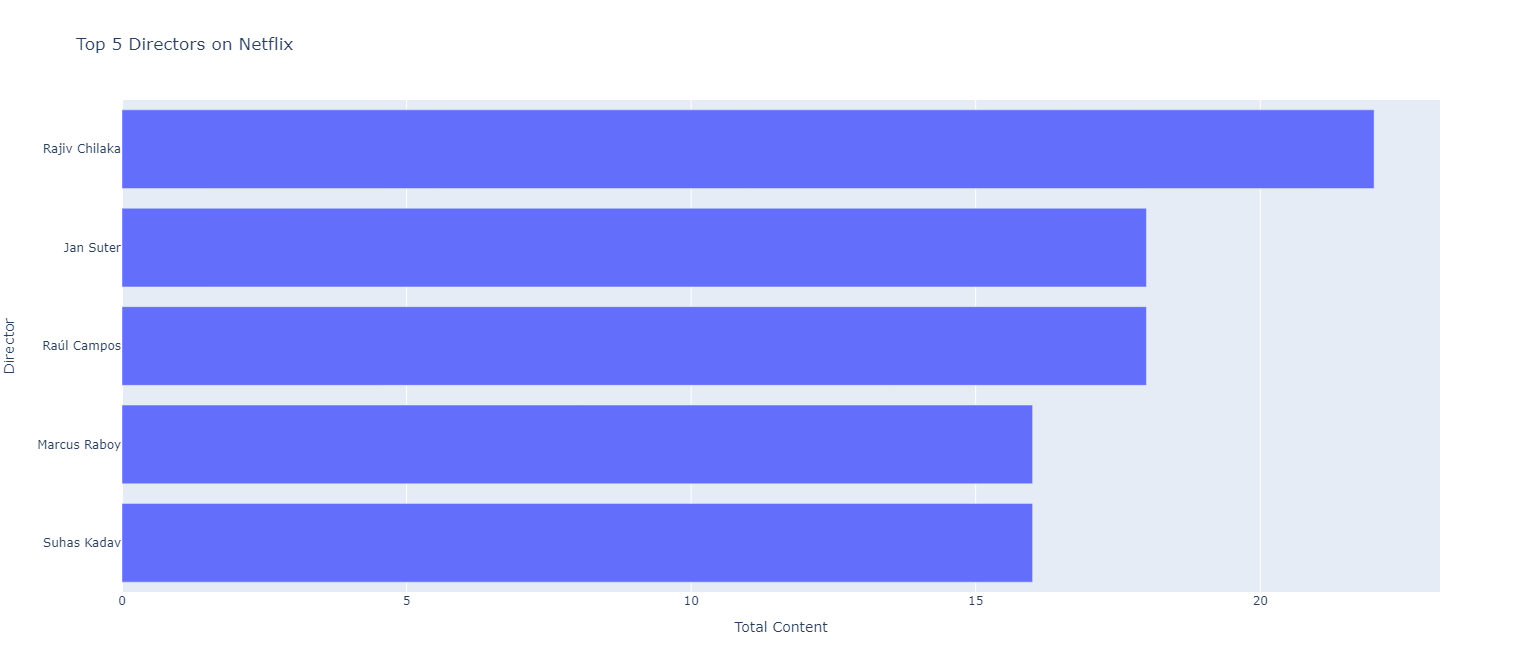 Top 5 Directors on Netflix
Director
Rajiv Chilaka
Jan Suter
Raúl Campos
Marcus Raboy
Suhas Kadav
0 5 10 15 20
Total Content